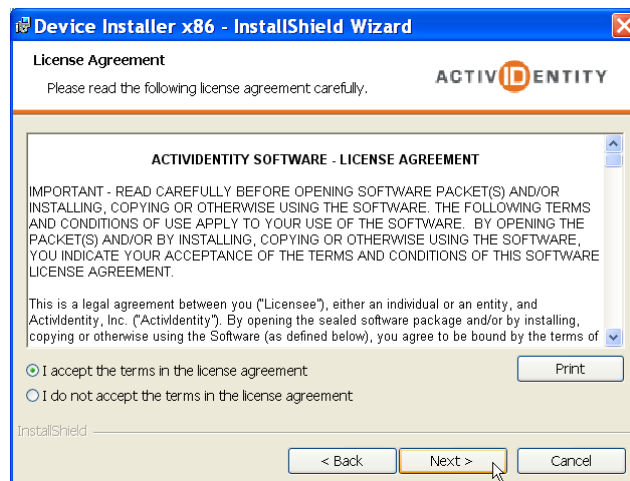 Device Installer x86 - InstallShield Wizard
License Agreement
Please read the following license agreement carefully.
ACTIVIDENTITY
ACTIVIDENTITY SOFTWARE - LICENSE AGREEMENT
IMPORTANT - READ CAREFULLY BEFORE OPENING SOFTWARE PACKET(S) AND/OR
INSTALLING, COPYING OR OTHERWISE USING THE SOFTWARE. THE FOLLOWING TERMS
AND CONDITIONS OF USE APPLY TO YOUR USE OF THE SOFTWARE. BY OPENING THE
PACKET(S) AND/OR BY INSTALLING, COPYING OR OTHERWISE USING THE SOFTWARE,
YOU INDICATE YOUR ACCEPTANCE OF THE TERMS AND CONDITIONS OF THIS SOFTWARE
LICENSE AGREEMENT.
This is a legal agreement between you ("Licensee"), either an individual or an entity, and
ActivIdentity, Inc. ("ActivIdentity"). By opening the sealed software package and/or by installing,
copying or otherwise using the Software (as defined below), you agree to be bound by the terms of
I accept the terms in the license agreement
Print
I do not accept the terms in the license agreement
InstallShield
< Back
Next >
Cancel